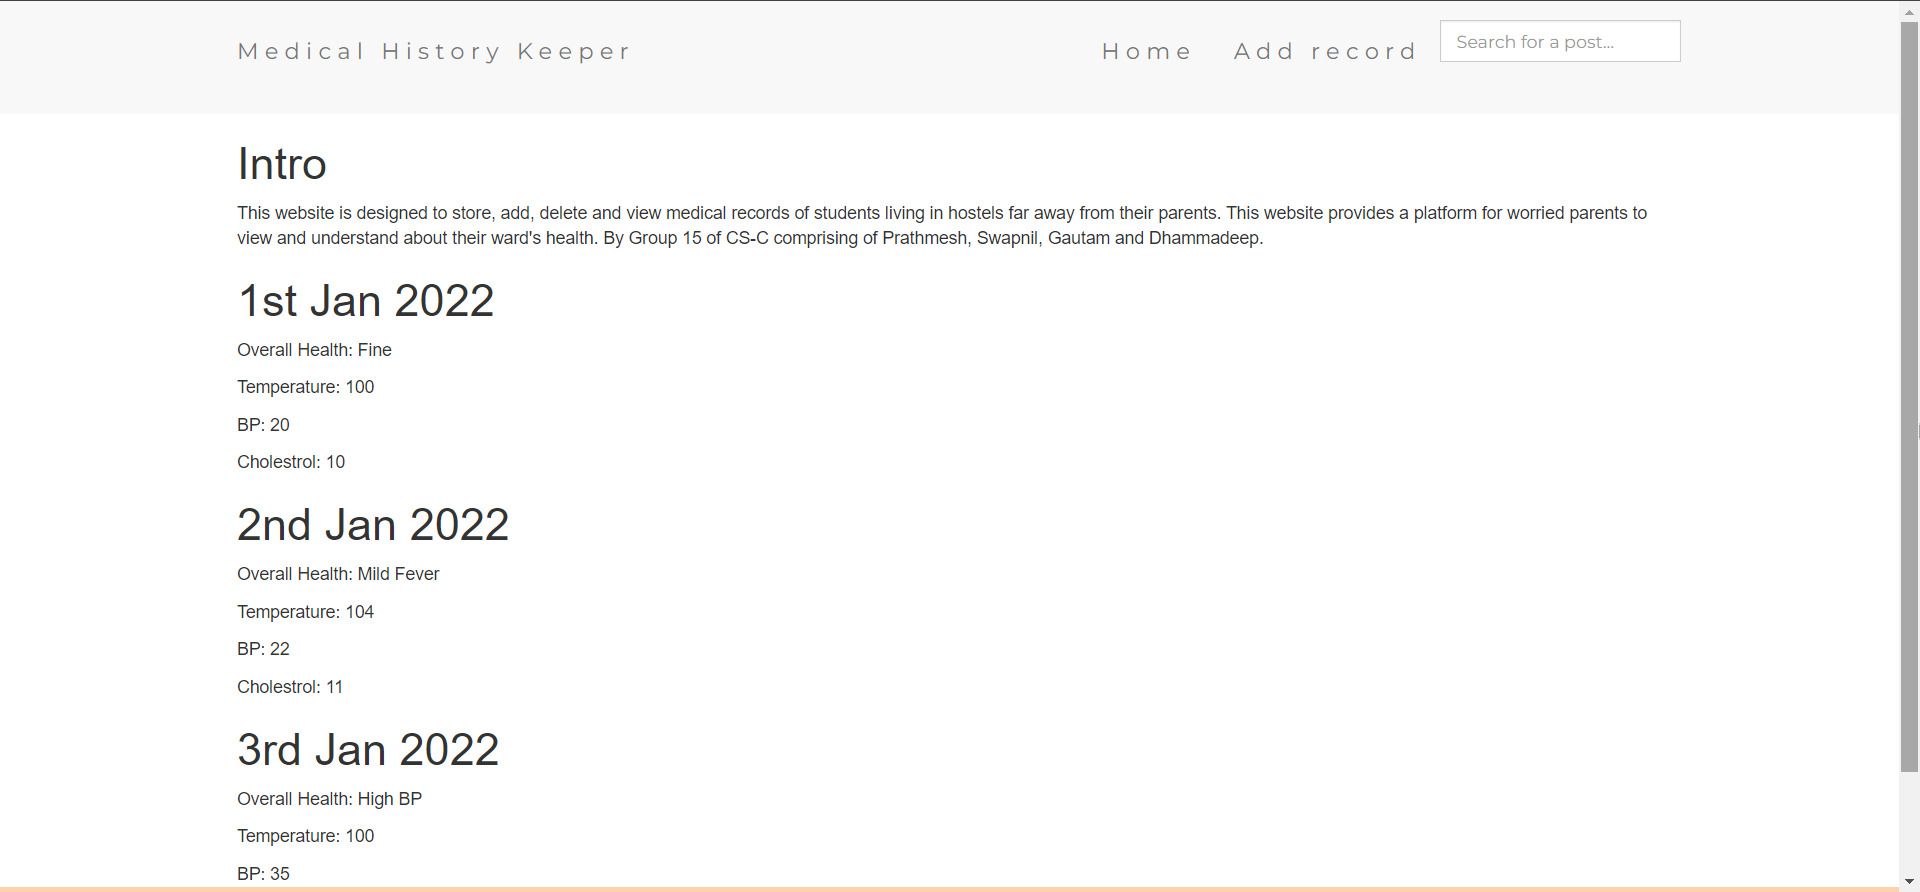 Medical History Keeper
Home
Add record
Search for a post...
Intro
This website is designed to store, add, delete and view medical records of students living in hostels far away from their parents. This website provides a platform for worried parents to
view and understand about their ward's health. By Group 15 of CS-C comprising of Prathmesh, Swapnil, Gautam and Dhammadeep.
1st Jan 2022
Overall Health: Fine
Temperature: 100
BP: 20
Cholestrol: 10
2nd Jan 2022
Overall Health: Mild Fever
Temperature: 104
BP: 22
Cholestrol: 11
3rd Jan 2022
Overall Health: High BP
Temperature: 100
BP: 35